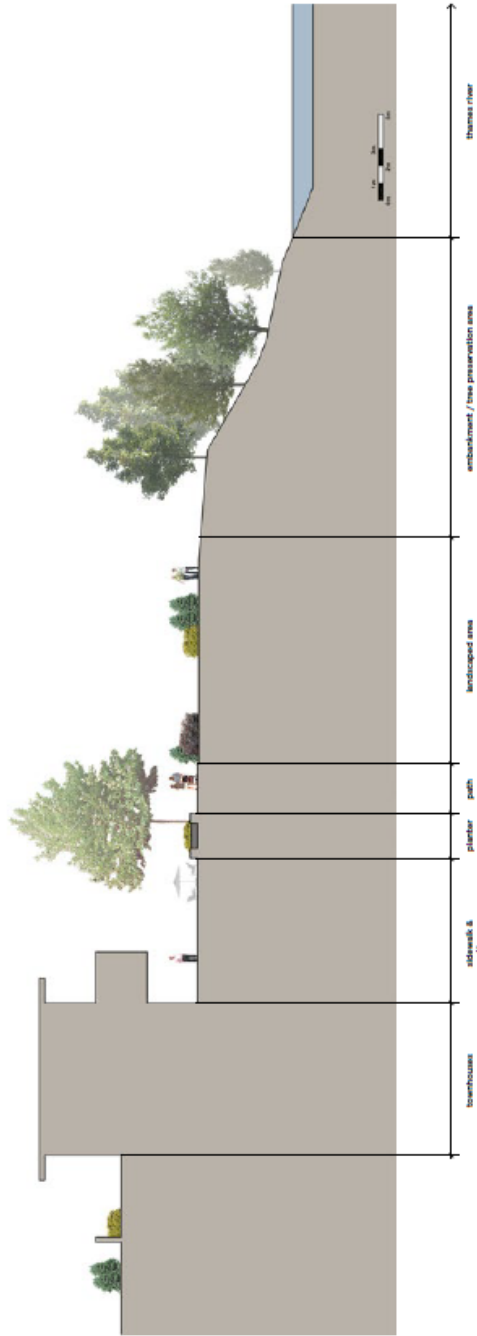 townhouses
sidewalk &
planter
path
landscaped area
embankment / tree preservation area
thames river